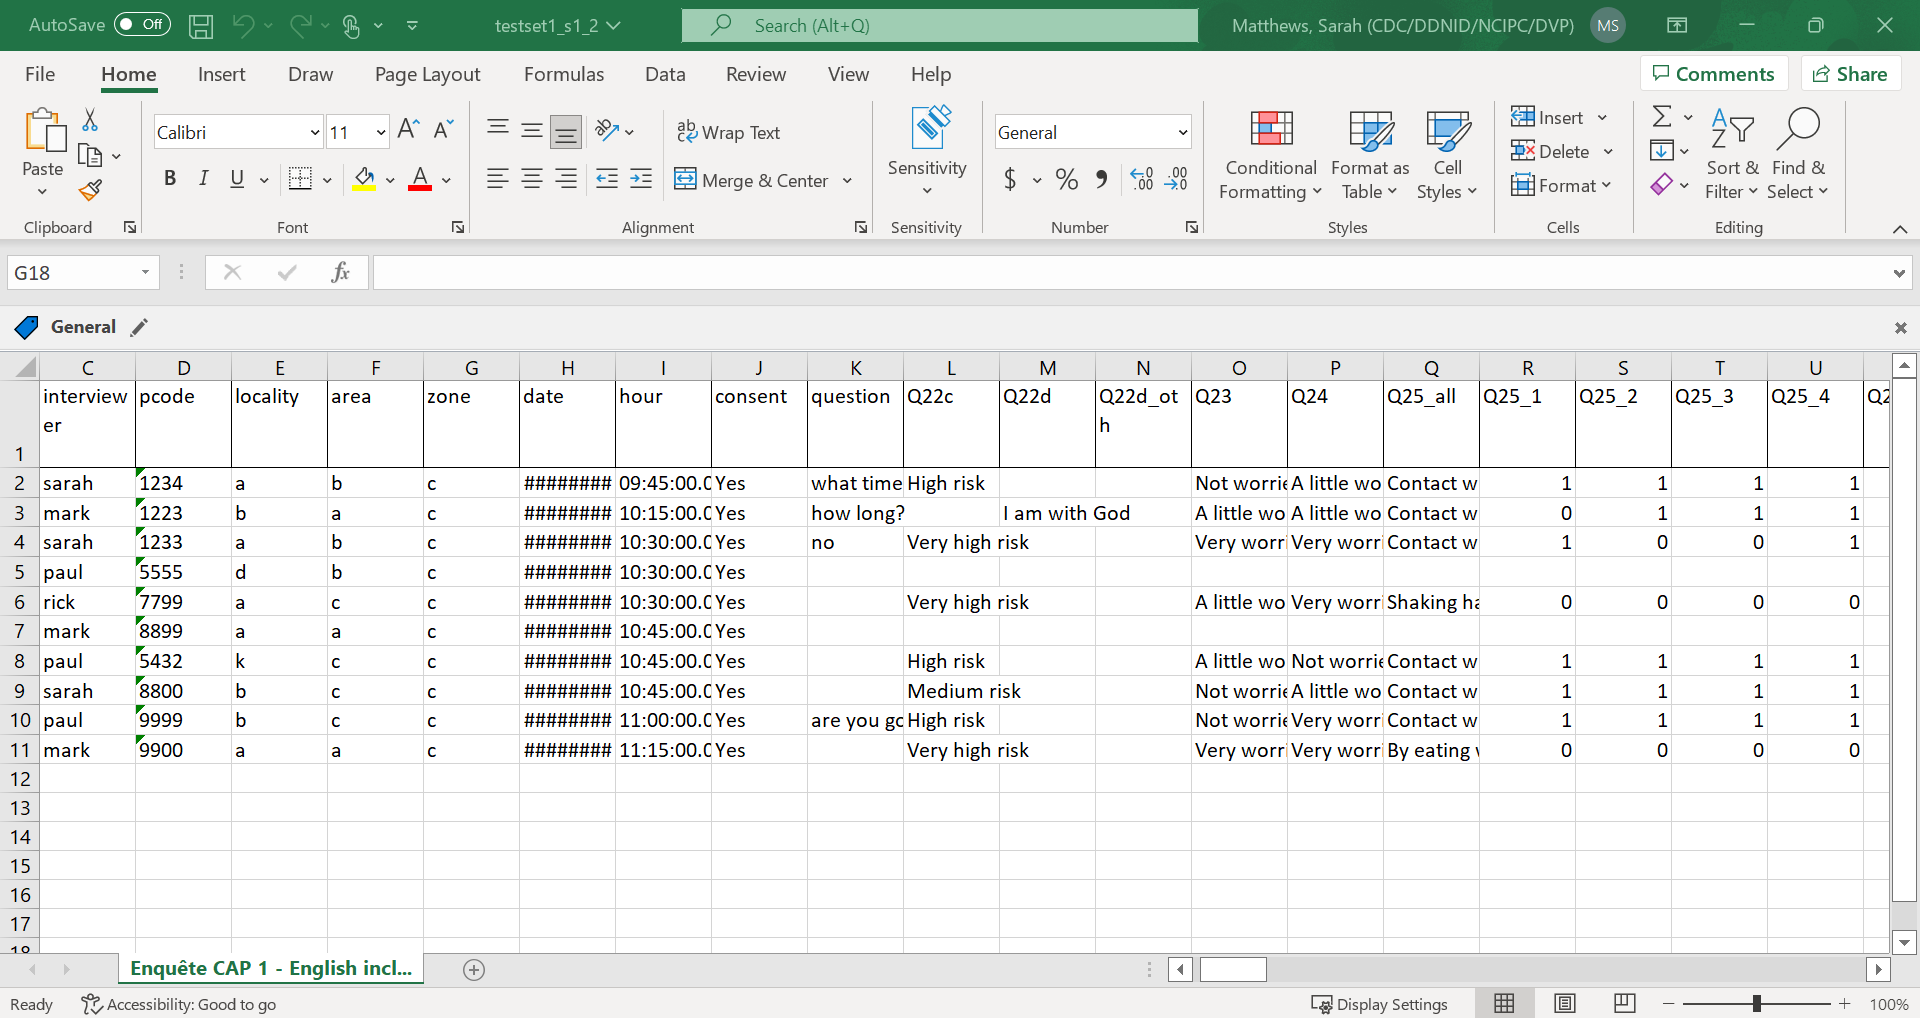 AutoSave Off testset1_s1_2 Search (Alt+Q) Matthews, Sarah (CDC/DDNID/NCIPC/DVP) MS
File Home Insert Draw Page Layout Formulas Data Review View Help Comments Share
Paste Calibri 11 Wrap Text Sensitivity General Conditional Formatting Format as Table Cell Styles Insert Sort & Filter Find & Select
B I U A Merge & Center $ % Delete
Format
Clipboard Font Alignment Sensitivity Number Styles Cells Editing
G18 fx
General
C D E F G H I J K L M N O P Q R S T U
1 interviewer pcode locality area zone date hour consent question Q22c Q22d Q22d_oth Q23 Q24 Q25_all Q25_1 Q25_2 Q25_3 Q25_4 Q2
2 sarah 1234 a b c ######## 09:45:00.0 Yes what time High risk Not worrie A little wo Contact w 1 1 1 1
3 mark 1223 b a c ######## 10:15:00.0 Yes how long? I am with God A little wo A little wo Contact w 0 1 1 1
4 sarah 1233 a b c ######## 10:30:00.0 Yes no Very high risk Very worri Very worri Contact w 1 0 0 1
5 paul 5555 d b c ######## 10:30:00.0 Yes
6 rick 7799 a c c ######## 10:30:00.0 Yes Very high risk A little wo Very worri Shaking ha 0 0 0 0
7 mark 8899 a a c ######## 10:45:00.0 Yes
8 paul 5432 k c c ######## 10:45:00.0 Yes High risk A little wo Not worrie Contact w 1 1 1 1
9 sarah 8800 b c c ######## 10:45:00.0 Yes Medium risk Not worrie A little wo Contact w 1 1 1 1
10 paul 9999 b c c ######## 11:00:00.0 Yes are you go High risk Not worrie Very worri Contact w 1 1 1 1
11 mark 9900 a a c ######## 11:15:00.0 Yes Very high risk Very worri Very worri By eating 0 0 0 0
12
13
14
15
16
17
18
Enquête CAP 1 - English incl...
Ready Accessibility: Good to go Display Settings 100%